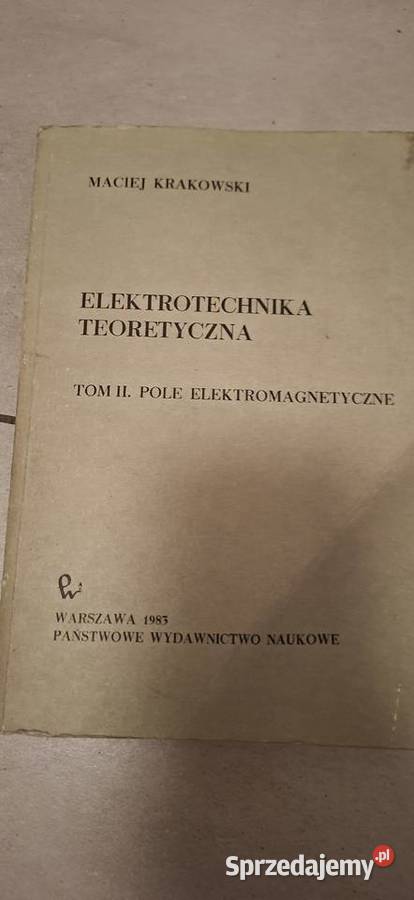 MACIEJ KRAKOWSKI
ELEKTROTECHNIKA
TEORETYCZNA
TOM II. POLE ELEKTROMAGNETYCZNE
WARSZAWA 1983
PAŃSTWOWE WYDAWNICTWO NAUKOWE
Sprzedajemy.pl